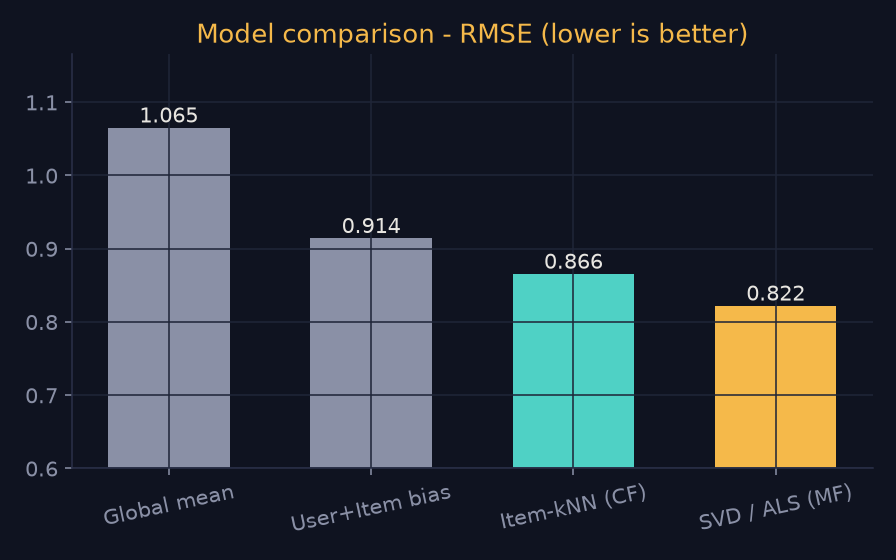 Model comparison - RMSE (lower is better)
1.1
1.0
0.9
0.8
0.7
0.6
1.065
0.914
0.866
0.822
Global mean
User+Item bias
Item-kNN (CF)
SVD / ALS (MF)